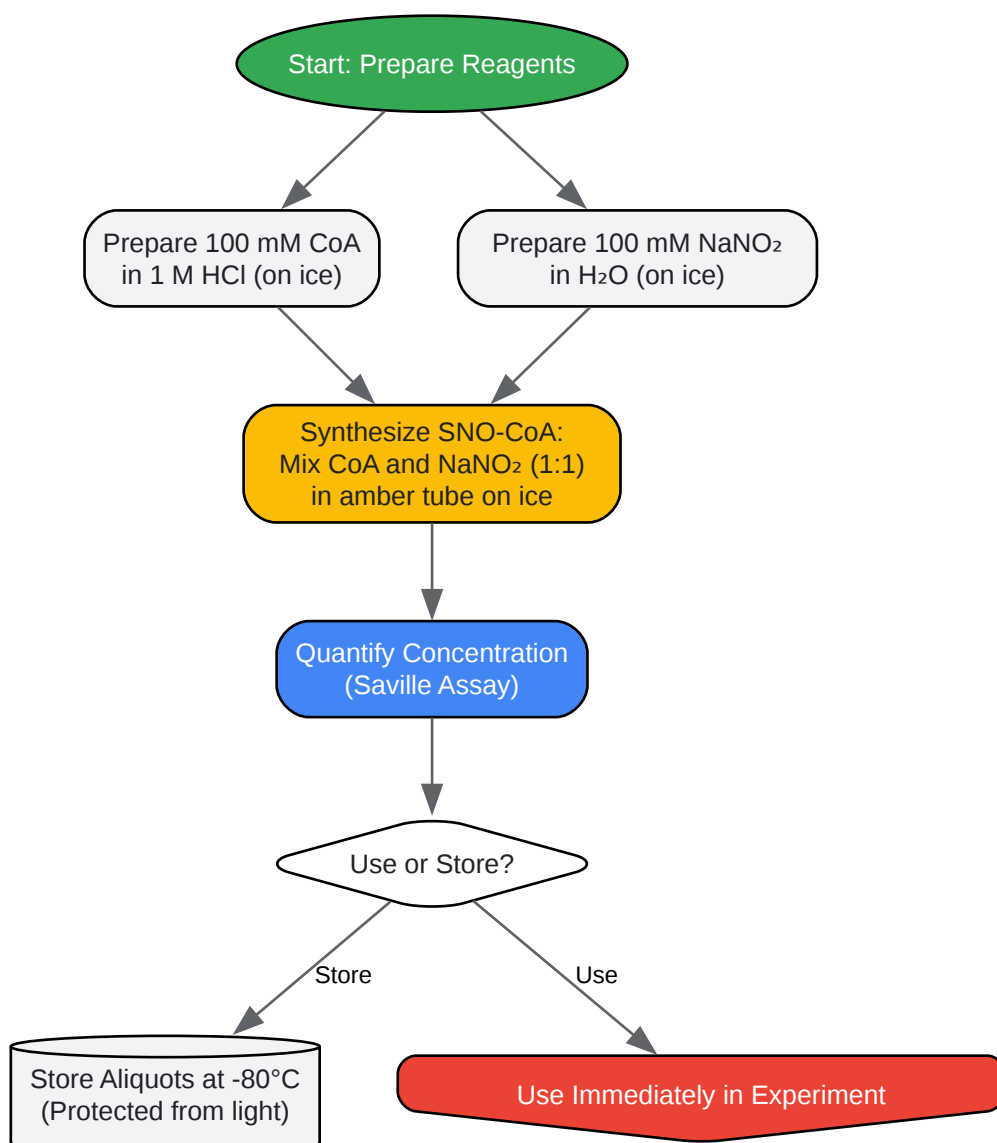 Start: Prepare Reagents
Prepare 100 mM CoA
in 1 M HCl (on ice)
Prepare 100 mM NaNO₂
in H₂O (on ice)
Synthesize SNO-CoA:
Mix CoA and NaNO₂ (1:1)
in amber tube on ice
Quantify Concentration
(Saville Assay)
Use or Store?
Store
Use
Store Aliquots at -80°C
(Protected from light)
Use Immediately in Experiment